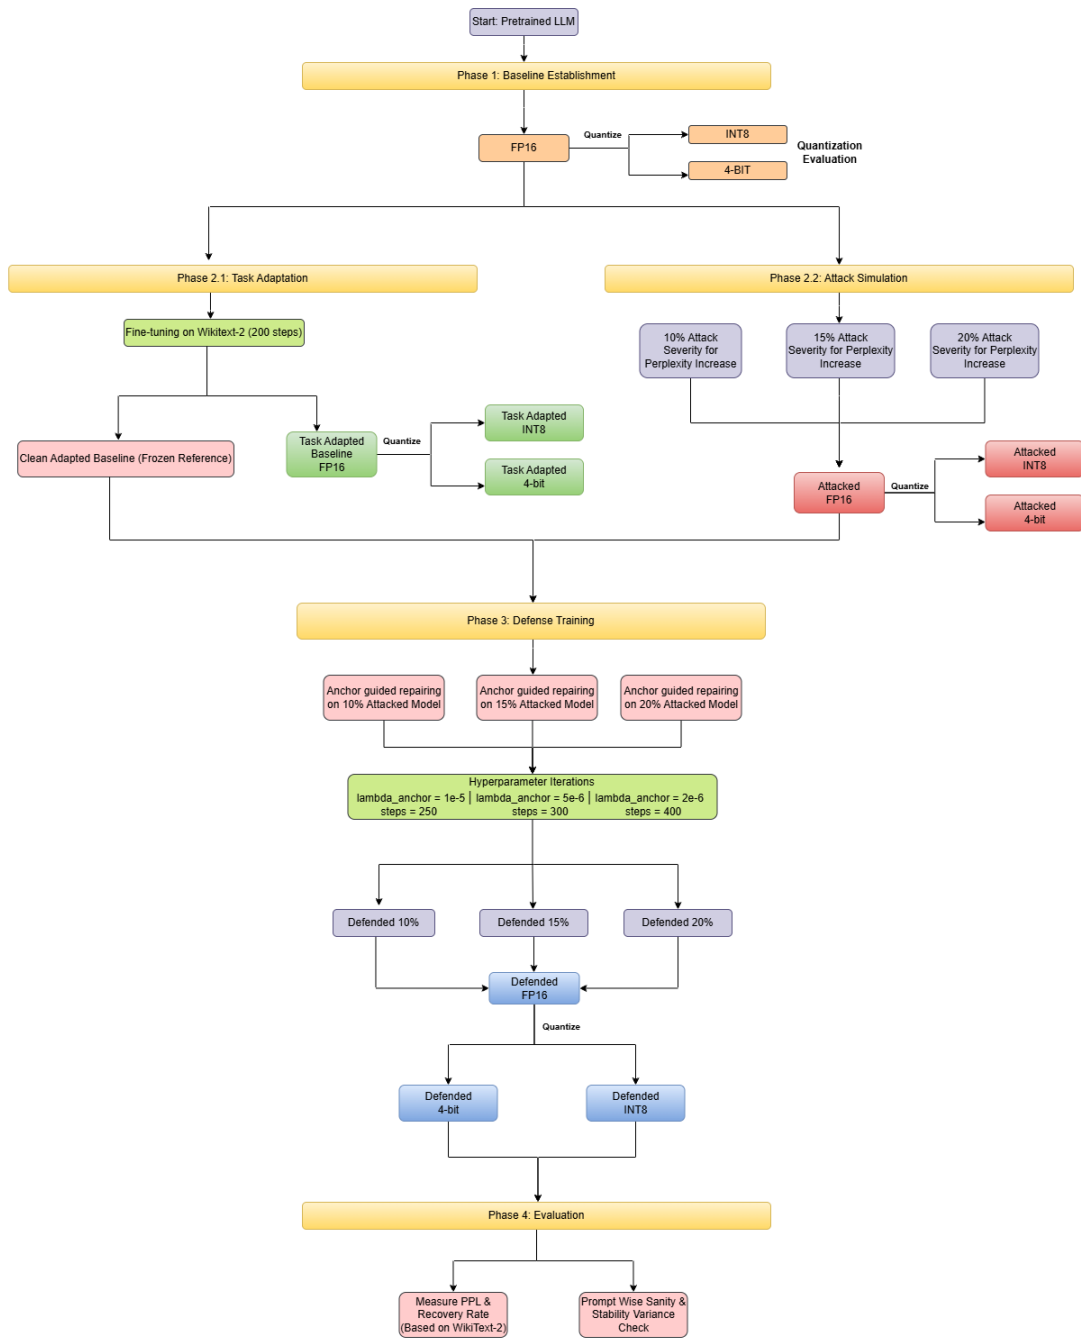 Start: Pretrained LLM
Phase 1: Baseline Establishment
FP16
Quantize
INT8
4-BIT
Quantization
Evaluation
Phase 2.1: Task Adaptation
Phase 2.2: Attack Simulation
Fine-tuning on Wikitext-2 (200 steps)
10% Attack
Severity for
Perplexity Increase
15% Attack
Severity for Perplexity
Increase
20% Attack
Severity for Perplexity
Increase
Clean Adapted Baseline (Frozen Reference)
Task Adapted
Baseline
FP16
Quantize
Task Adapted
INT8
Task Adapted
4-bit
Attacked
FP16
Quantize
Attacked
INT8
Attacked
4-bit
Phase 3: Defense Training
Anchor guided repairing
on 10% Attacked Model
Anchor guided repairing
on 15% Attacked Model
Anchor guided repairing
on 20% Attacked Model
Hyperparameter Iterations
lambda_anchor = 1e-5 | lambda_anchor = 5e-6 | lambda_anchor = 2e-6
steps = 250 steps = 300 steps = 400
Defended 10%
Defended 15%
Defended 20%
Defended
FP16
Quantize
Defended
4-bit
Defended
INT8
Phase 4: Evaluation
Measure PPL &
Recovery Rate
(Based on WikiText-2)
Prompt Wise Sanity &
Stability Variance
Check